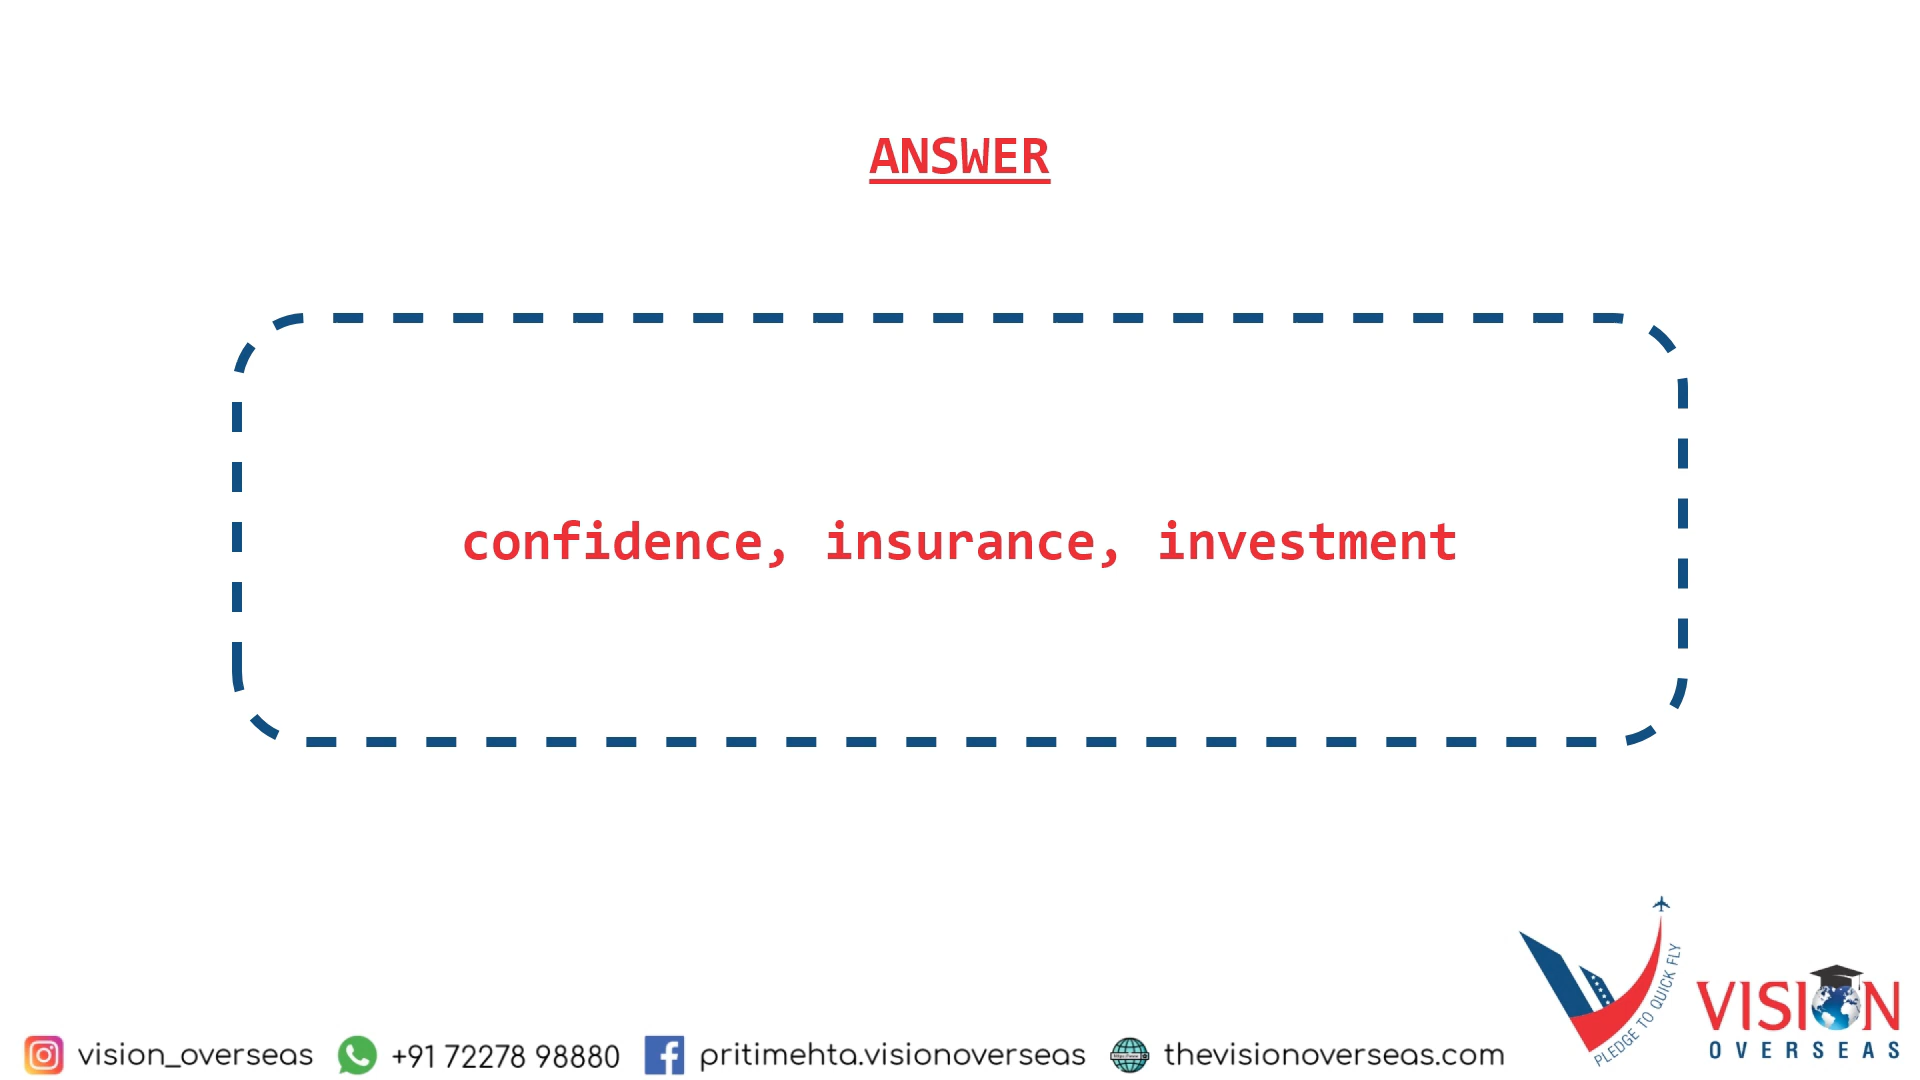 ANSWER
confidence, insurance, investment
PLEDGE TO QUICK FLY
VISION
OVERSEAS
vision_overseas
+91 72278 98880
pritimehta.visionoverseas
thevisionoverseas.com